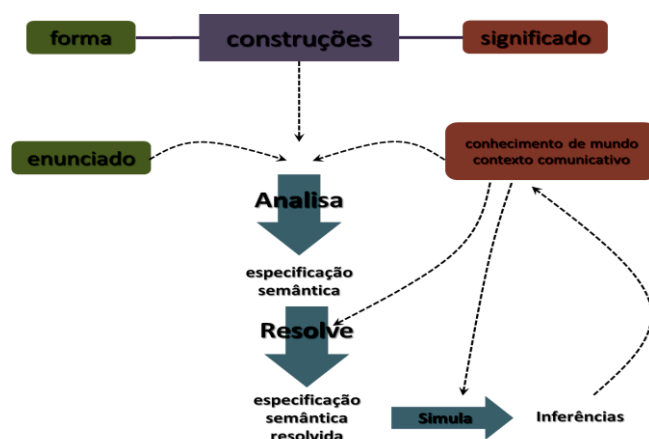 forma
construções
significado
enunciado
conhecimento de mundo
contexto comunicativo
Analisa
especificação
semântica
Resolve
especificação
semântica
resolvida
Simula
Inferências